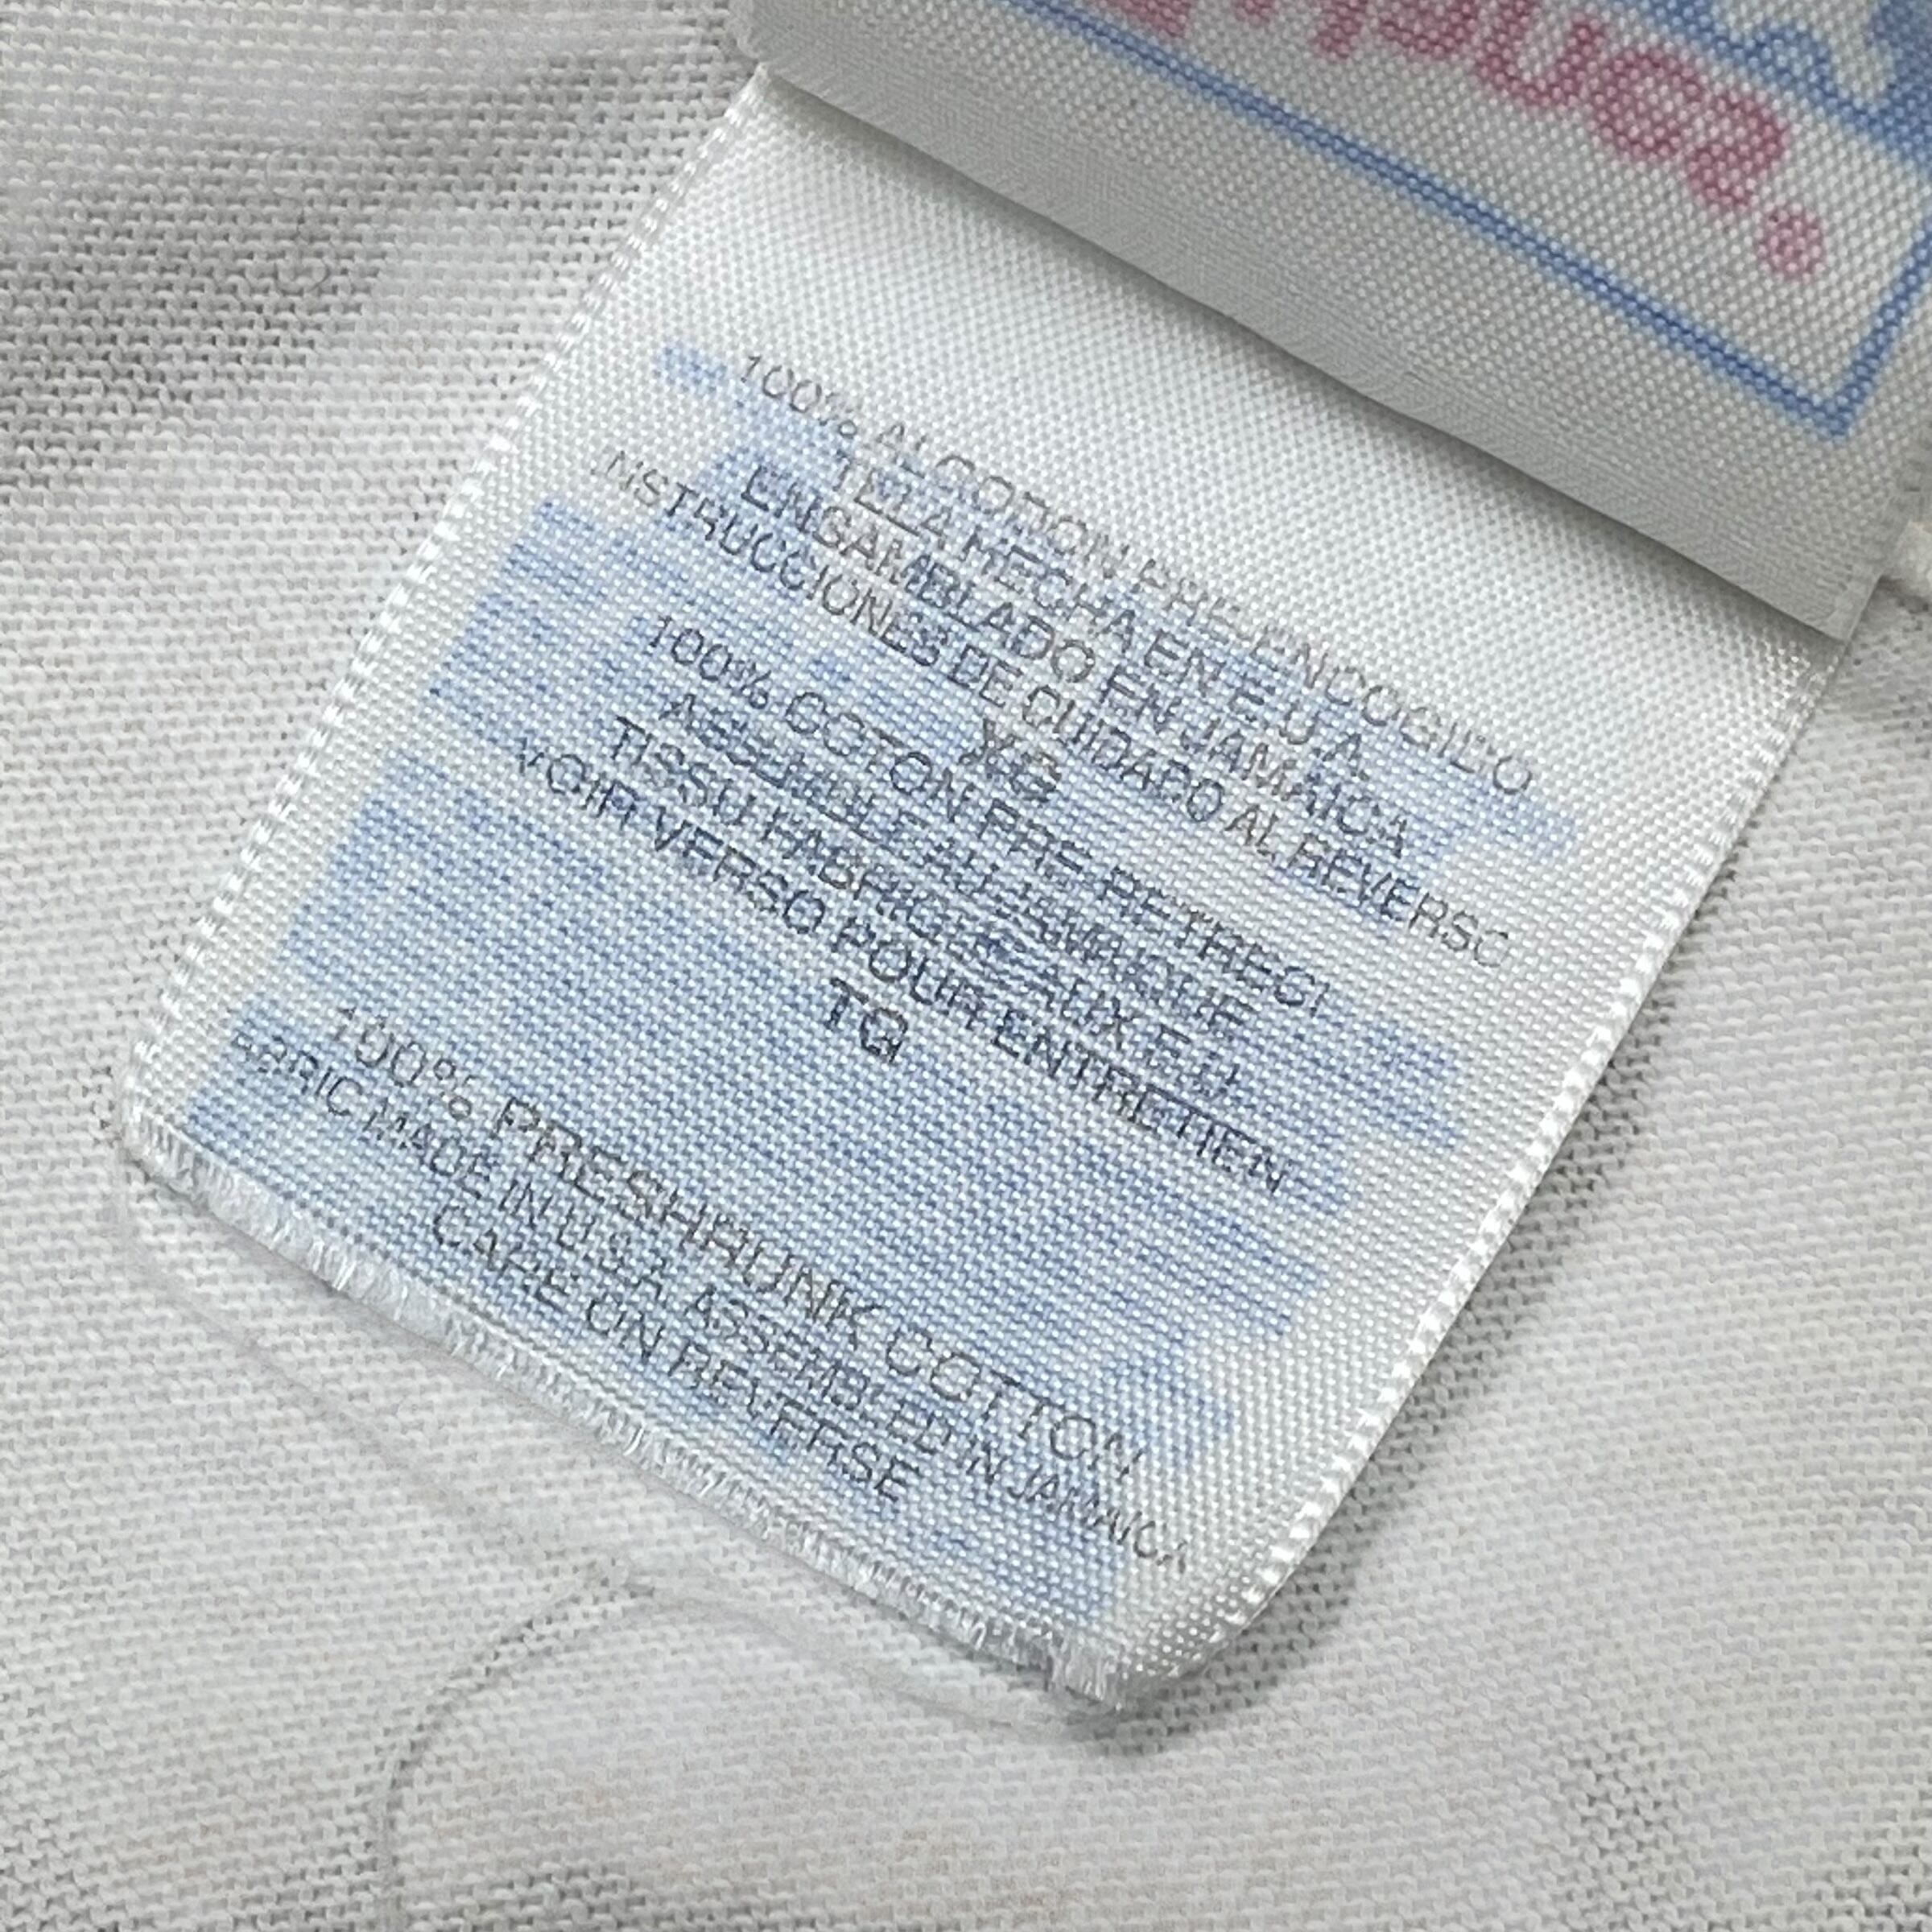 100% ALGODON PRE-ENCOGIDO
TELA HECHA EN E.U.A.
ENSAMBLADO EN JAMAICA
INSTRUCCIONES DE CUIDADO AL REVERSO
XG
100% COTON PRE-RETRECI
ASSEMBLE AU JAMAIQUE
TISSU FABRIQUE AUX E.U.
VOIR VERSO POUR ENTRETIEN
TG
100% PRESHRUNK COTTON
FABRIC MADE IN U.S.A. ASSEMBLED IN JAMAICA
CARE ON REVERSE